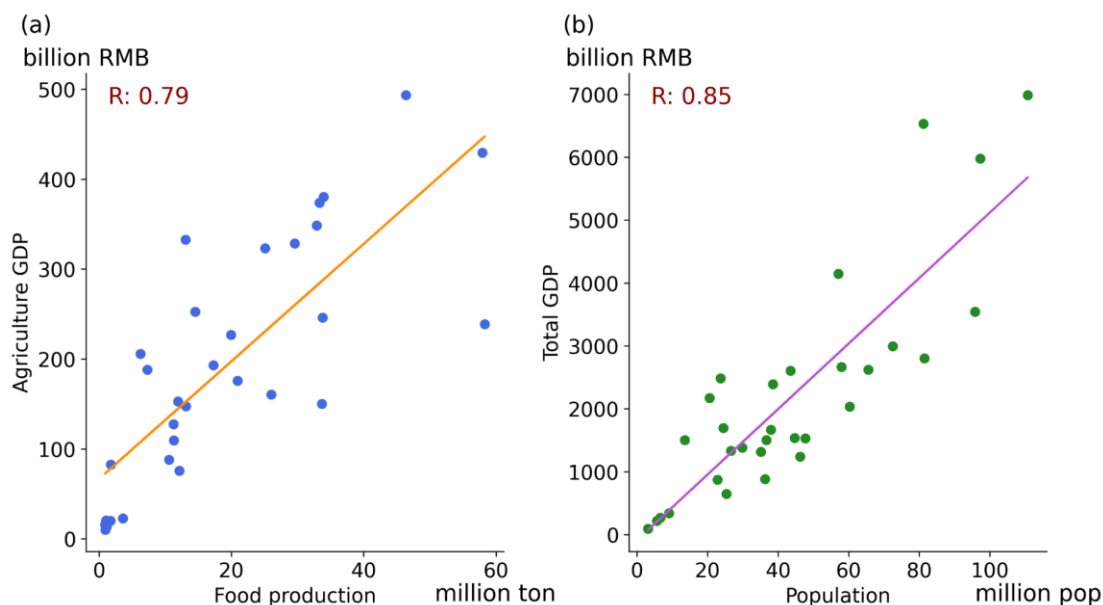 (a)
billion RMB
R: 0.79
500
400
300
200
100
0
Agriculture GDP
0 20 40 60
Food production million ton
(b)
billion RMB
R: 0.85
7000
6000
5000
4000
3000
2000
1000
0
Total GDP
0 20 40 60 80 100
Population million pop